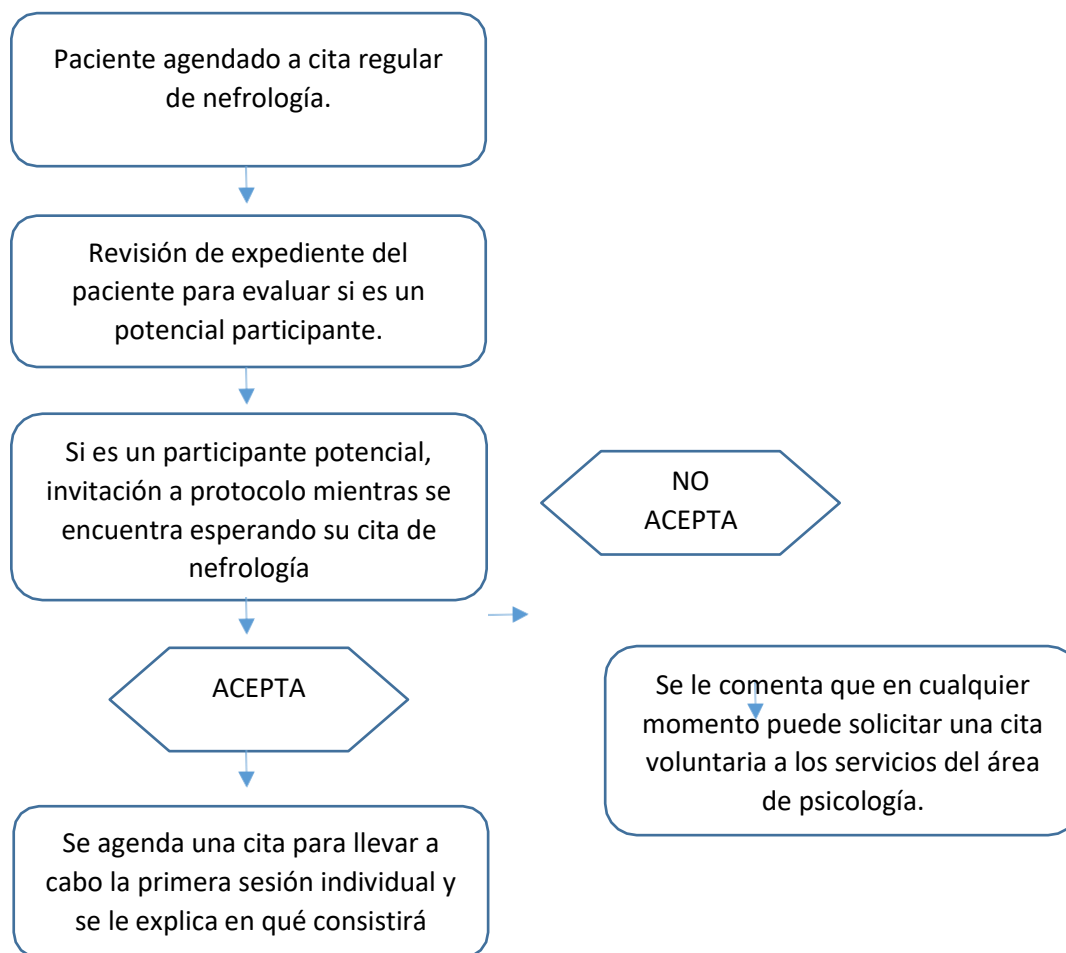 Paciente agendado a cita regular
de nefrología.
Revisión de expediente del
paciente para evaluar si es un
potencial participante.
Si es un participante potencial,
invitación a protocolo mientras se
encuentra esperando su cita de
nefrología
NO
ACEPTA
ACEPTA
Se le comenta que en cualquier
momento puede solicitar una cita
voluntaria a los servicios del área
de psicología.
Se agenda una cita para llevar a
cabo la primera sesión individual y
se le explica en qué consistirá